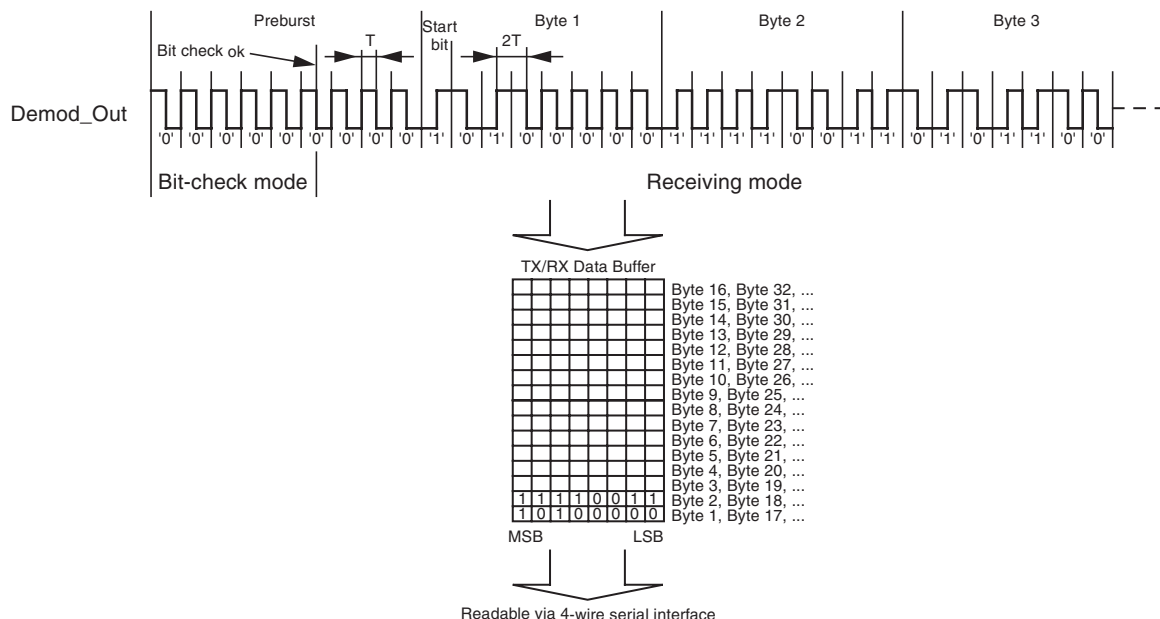 Preburst
Start bit
Byte 1
Byte 2
Byte 3
Bit check ok
T
2T
Demod_Out
'0' '0' '0' '0' '0' '0' '0' '0' '0' '1' '0' '1' '0' '0' '0' '0' '0' '1' '1' '1' '1' '0' '0' '1' '1' '0' '1' '0' '1' '1' '0' '0'
Bit-check mode
Receiving mode
TX/RX Data Buffer
Byte 16, Byte 32, ...
Byte 15, Byte 31, ...
Byte 14, Byte 30, ...
Byte 13, Byte 29, ...
Byte 12, Byte 28, ...
Byte 11, Byte 27, ...
Byte 10, Byte 26, ...
Byte 9, Byte 25, ...
Byte 8, Byte 24, ...
Byte 7, Byte 23, ...
Byte 6, Byte 22, ...
Byte 5, Byte 21, ...
Byte 4, Byte 20, ...
Byte 3, Byte 19, ...
1 1 1 1 0 0 1 1 Byte 2, Byte 18, ...
1 0 1 0 0 0 0 0 Byte 1, Byte 17, ...
MSB LSB
Readable via 4-wire serial interface